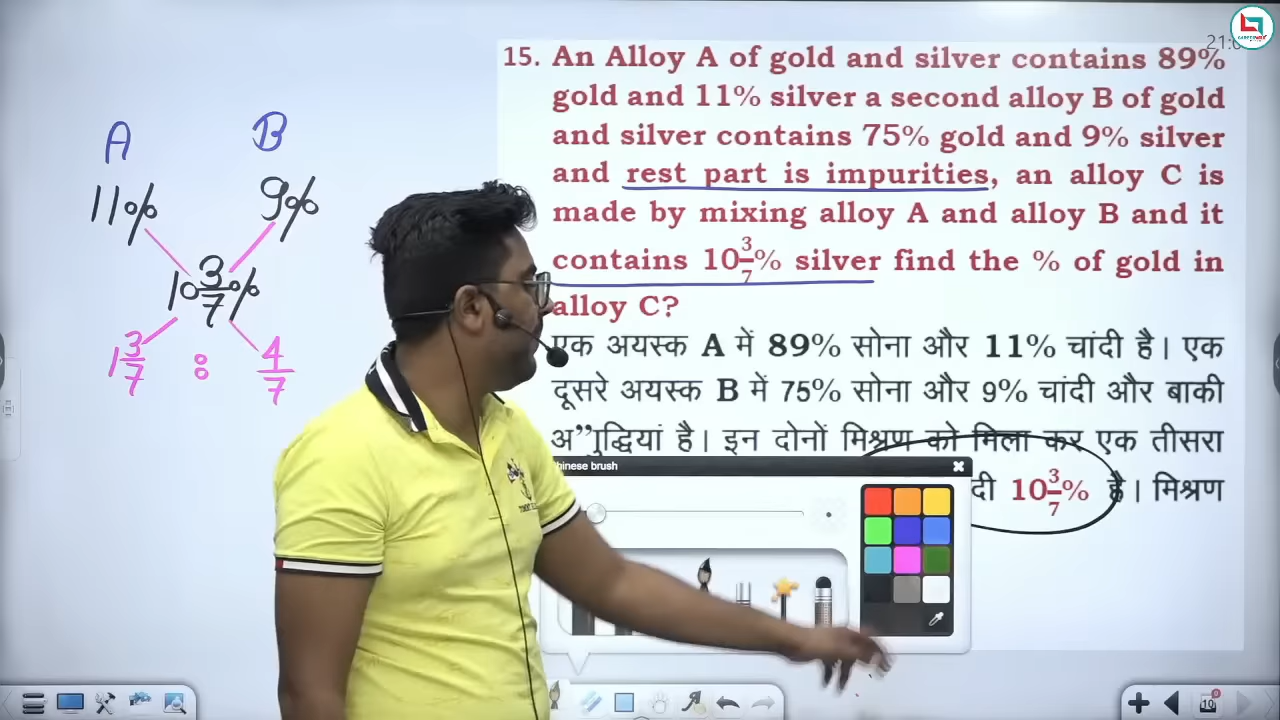 21:
15. An Alloy A of gold and silver contains 89%
gold and 11% silver a second alloy B of gold
and silver contains 75% gold and 9% silver
and rest part is impurities, an alloy C is
made by mixing alloy A and alloy B and it
contains 10 3/7% silver find the % of gold in
alloy C?
एक अयस्क A में 89% सोना और 11% चांदी है। एक
दूसरे अयस्क B में 75% सोना और 9% चांदी और बाकी
अ”ाुद्धियां है। इन दोनों मिश्रण को मिला कर एक तीसरा
दी 10 3/7% है। मिश्रण
hinese brush
A B
11% 9%
10 3/7%
1 3/7 : 4/7
10